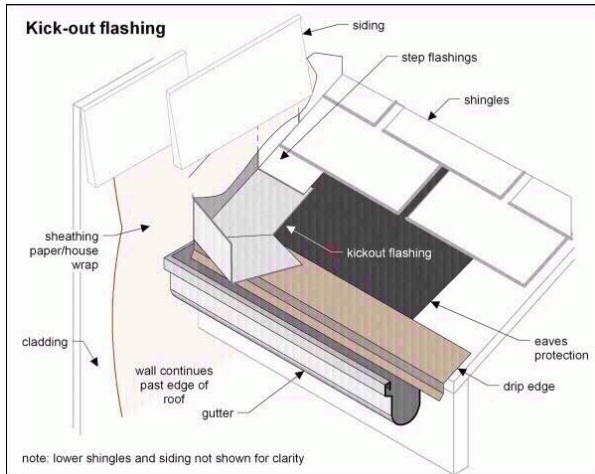 Kick-out flashing
siding
step flashings
shingles
sheathing
paper/house
wrap
kickout flashing
cladding
wall continues
past edge of
roof
gutter
eaves
protection
drip edge
note: lower shingles and siding not shown for clarity